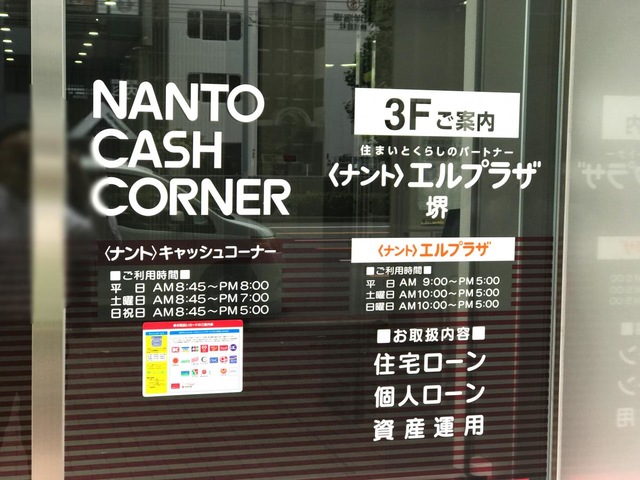 NANTO
CASH
CORNER
〈ナント〉キャッシュコーナー
■ご利用時間■
平 日 AM8:45～PM8:00
土曜日 AM8:45～PM7:00
日祝日 AM8:45～PM5:00
3Fご案内
住まいとくらしのパートナー
〈ナント〉エルプラザ
堺
〈ナント〉エルプラザ
■ご利用時間■
平 日 AM 9:00～PM5:00
土曜日 AM10:00～PM5:00
日曜日 AM10:00～PM5:00
■お取扱内容■
住宅ローン
個人ローン
資産運用